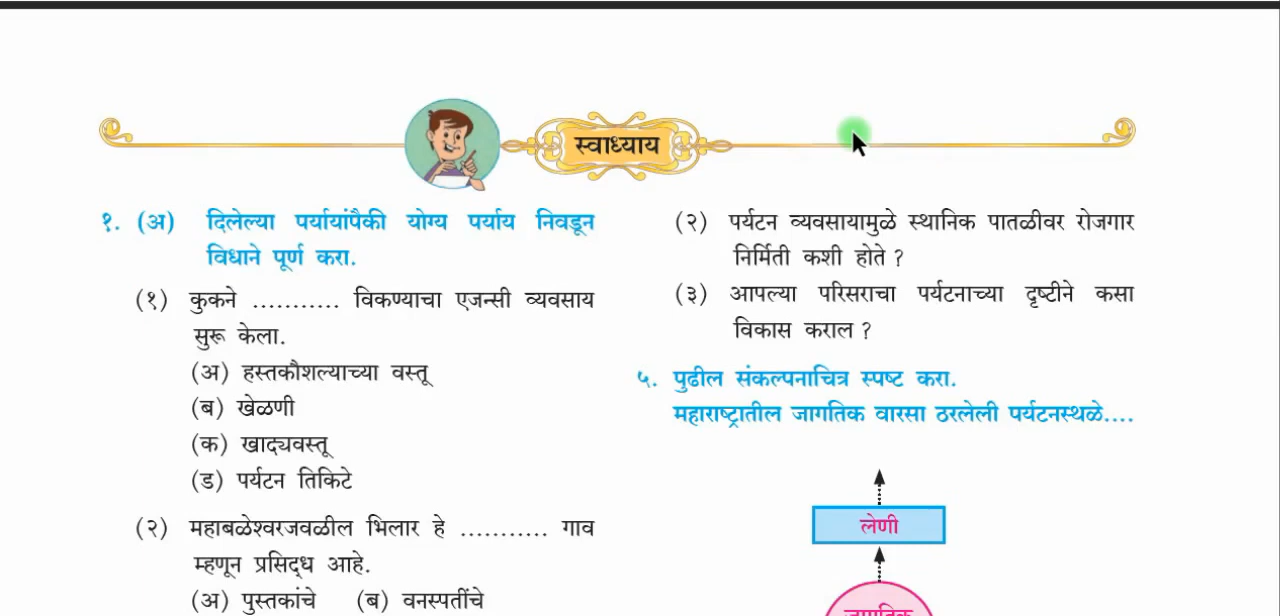 स्वाध्याय
१. (अ) दिलेल्या पर्यायांपैकी योग्य पर्याय निवडून
विधाने पूर्ण करा.
(१) कुकने ........... विकण्याचा एजन्सी व्यवसाय
सुरू केला.
(अ) हस्तकौशल्याच्या वस्तू
(ब) खेळणी
(क) खाद्यवस्तू
(ड) पर्यटन तिकिटे
(२) महाबळेश्वरजवळील भिलार हे ........... गाव
म्हणून प्रसिद्ध आहे.
(अ) पुस्तकांचे (ब) वनस्पतींचे
(२) पर्यटन व्यवसायामुळे स्थानिक पातळीवर रोजगार
निर्मिती कशी होते ?
(३) आपल्या परिसराचा पर्यटनाच्या दृष्टीने कसा
विकास कराल ?
५. पुढील संकल्पनाचित्र स्पष्ट करा.
महाराष्ट्रातील जागतिक वारसा ठरलेली पर्यटनस्थळे....
लेणी
जागतिक